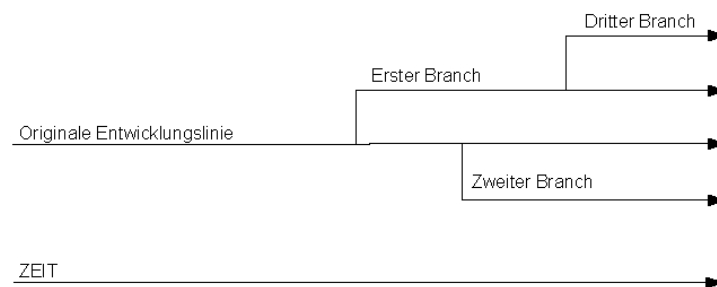 Dritter Branch
Erster Branch
Originale Entwicklungslinie
Zweiter Branch
ZEIT